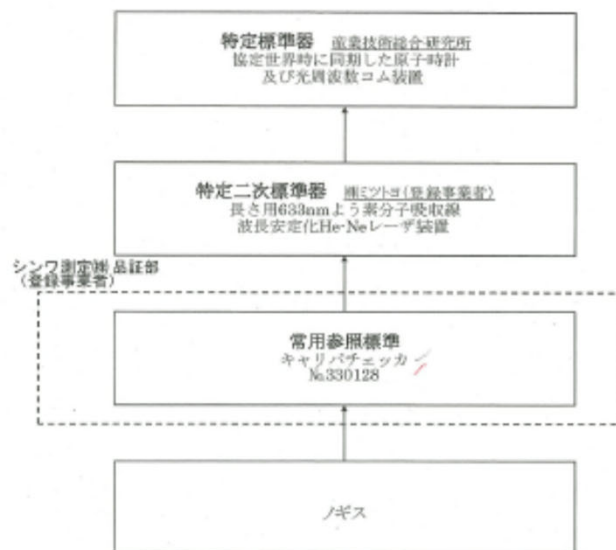 特定標準器 産業技術総合研究所
協定世界時に同期した原子時計
及び光周波数コム装置
特定二次標準器 ㈱ミツトヨ(登録事業者)
長さ用633nmよう素分子吸収線
波長安定化He-Neレーザ装置
シンワ測定㈱品証部
(登録事業者)
常用参照標準
キャリパチェッカ
№330128
ノギス